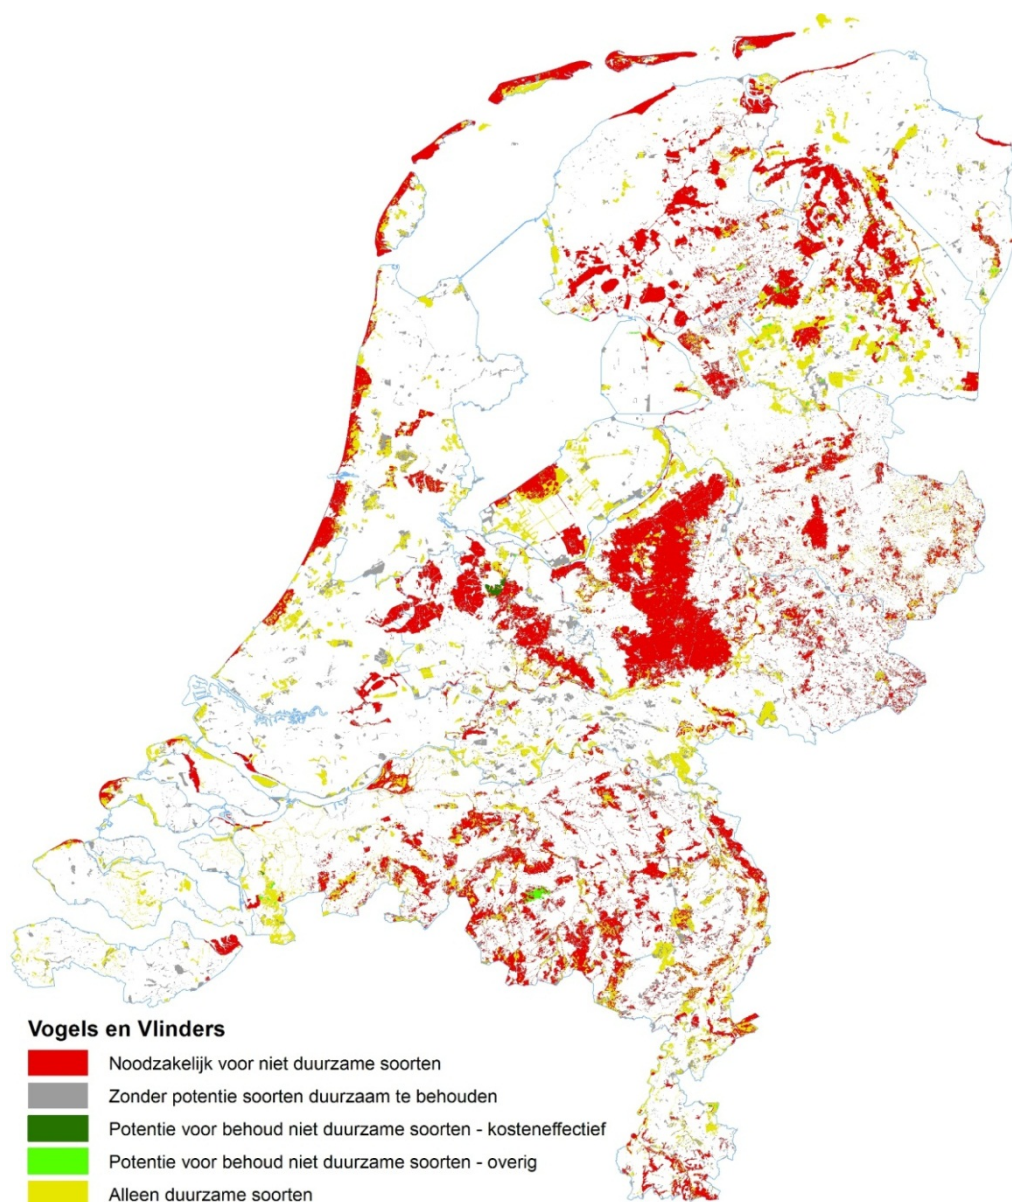 Vogels en Vlinders
Noodzakelijk voor niet duurzame soorten
Zonder potentie soorten duurzaam te behouden
Potentie voor behoud niet duurzame soorten - kosteneffectief
Potentie voor behoud niet duurzame soorten - overig
Alleen duurzame soorten